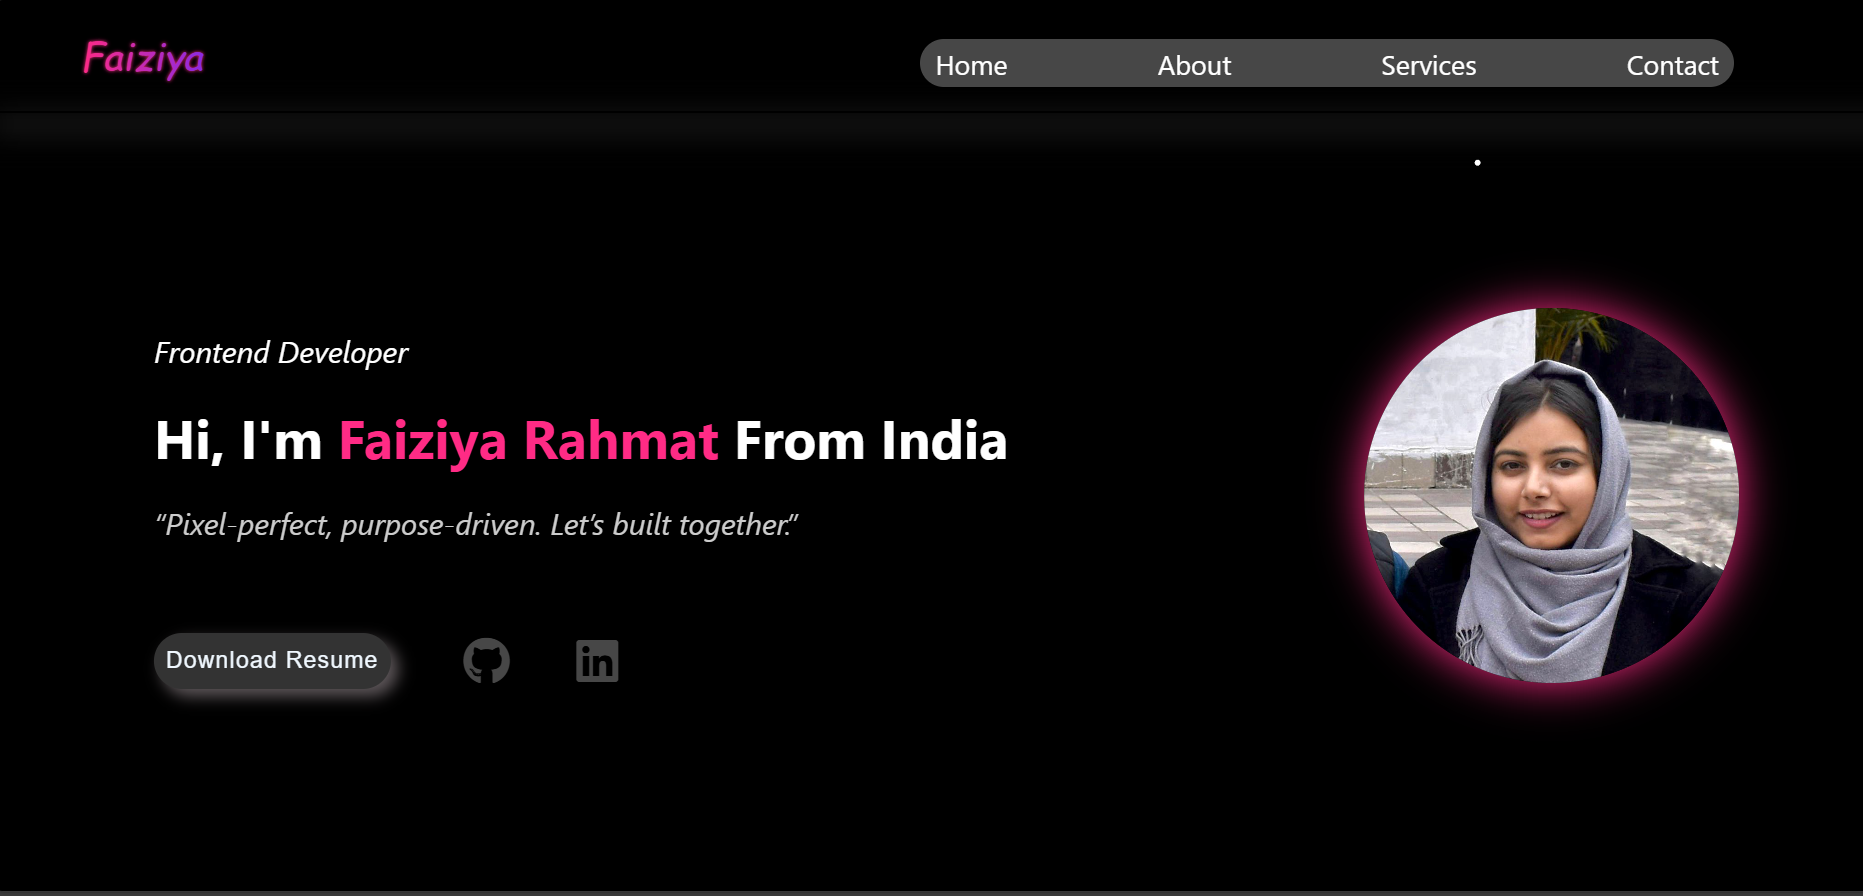 Faiziya
Home About Services Contact
Frontend Developer
Hi, I'm Faiziya Rahmat From India
“Pixel-perfect, purpose-driven. Let’s built together.”
Download Resume
in